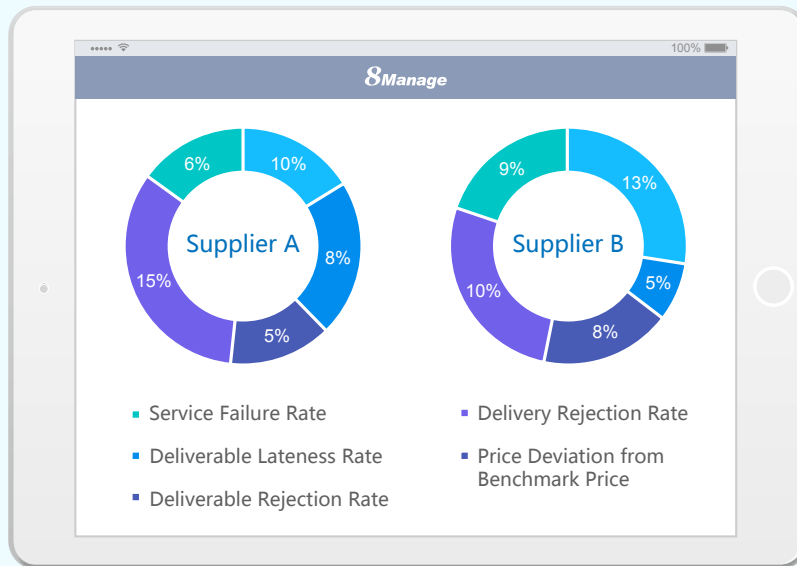 100%
8Manage
6%
10%
15%
Supplier A
8%
5%
9%
13%
10%
Supplier B
5%
8%
Service Failure Rate
Deliverable Lateness Rate
Deliverable Rejection Rate
Delivery Rejection Rate
Price Deviation from
Benchmark Price